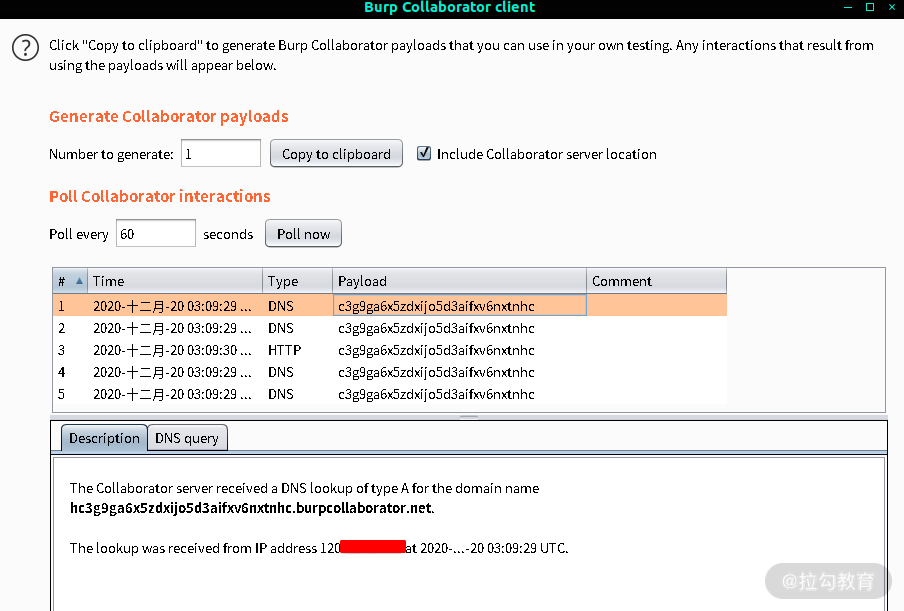 Burp Collaborator client
Click "Copy to clipboard" to generate Burp Collaborator payloads that you can use in your own testing. Any interactions that result from
using the payloads will appear below.
Generate Collaborator payloads
Number to generate: 1 Copy to clipboard Include Collaborator server location
Poll Collaborator interactions
Poll every 60 seconds Poll now
# Time Type Payload Comment
1 2020-十二月-20 03:09:29 ... DNS c3g9ga6x5zdxijo5d3aifxv6nxtnhc
2 2020-十二月-20 03:09:29 ... DNS c3g9ga6x5zdxijo5d3aifxv6nxtnhc
3 2020-十二月-20 03:09:30 ... HTTP c3g9ga6x5zdxijo5d3aifxv6nxtnhc
4 2020-十二月-20 03:09:29 ... DNS c3g9ga6x5zdxijo5d3aifxv6nxtnhc
5 2020-十二月-20 03:09:29 ... DNS c3g9ga6x5zdxijo5d3aifxv6nxtnhc
Description DNS query
The Collaborator server received a DNS lookup of type A for the domain name
hc3g9ga6x5zdxijo5d3aifxv6nxtnhc.burpcollaborator.net.
The lookup was received from IP address 120 at 2020-...-20 03:09:29 UTC.
@拉勾教育